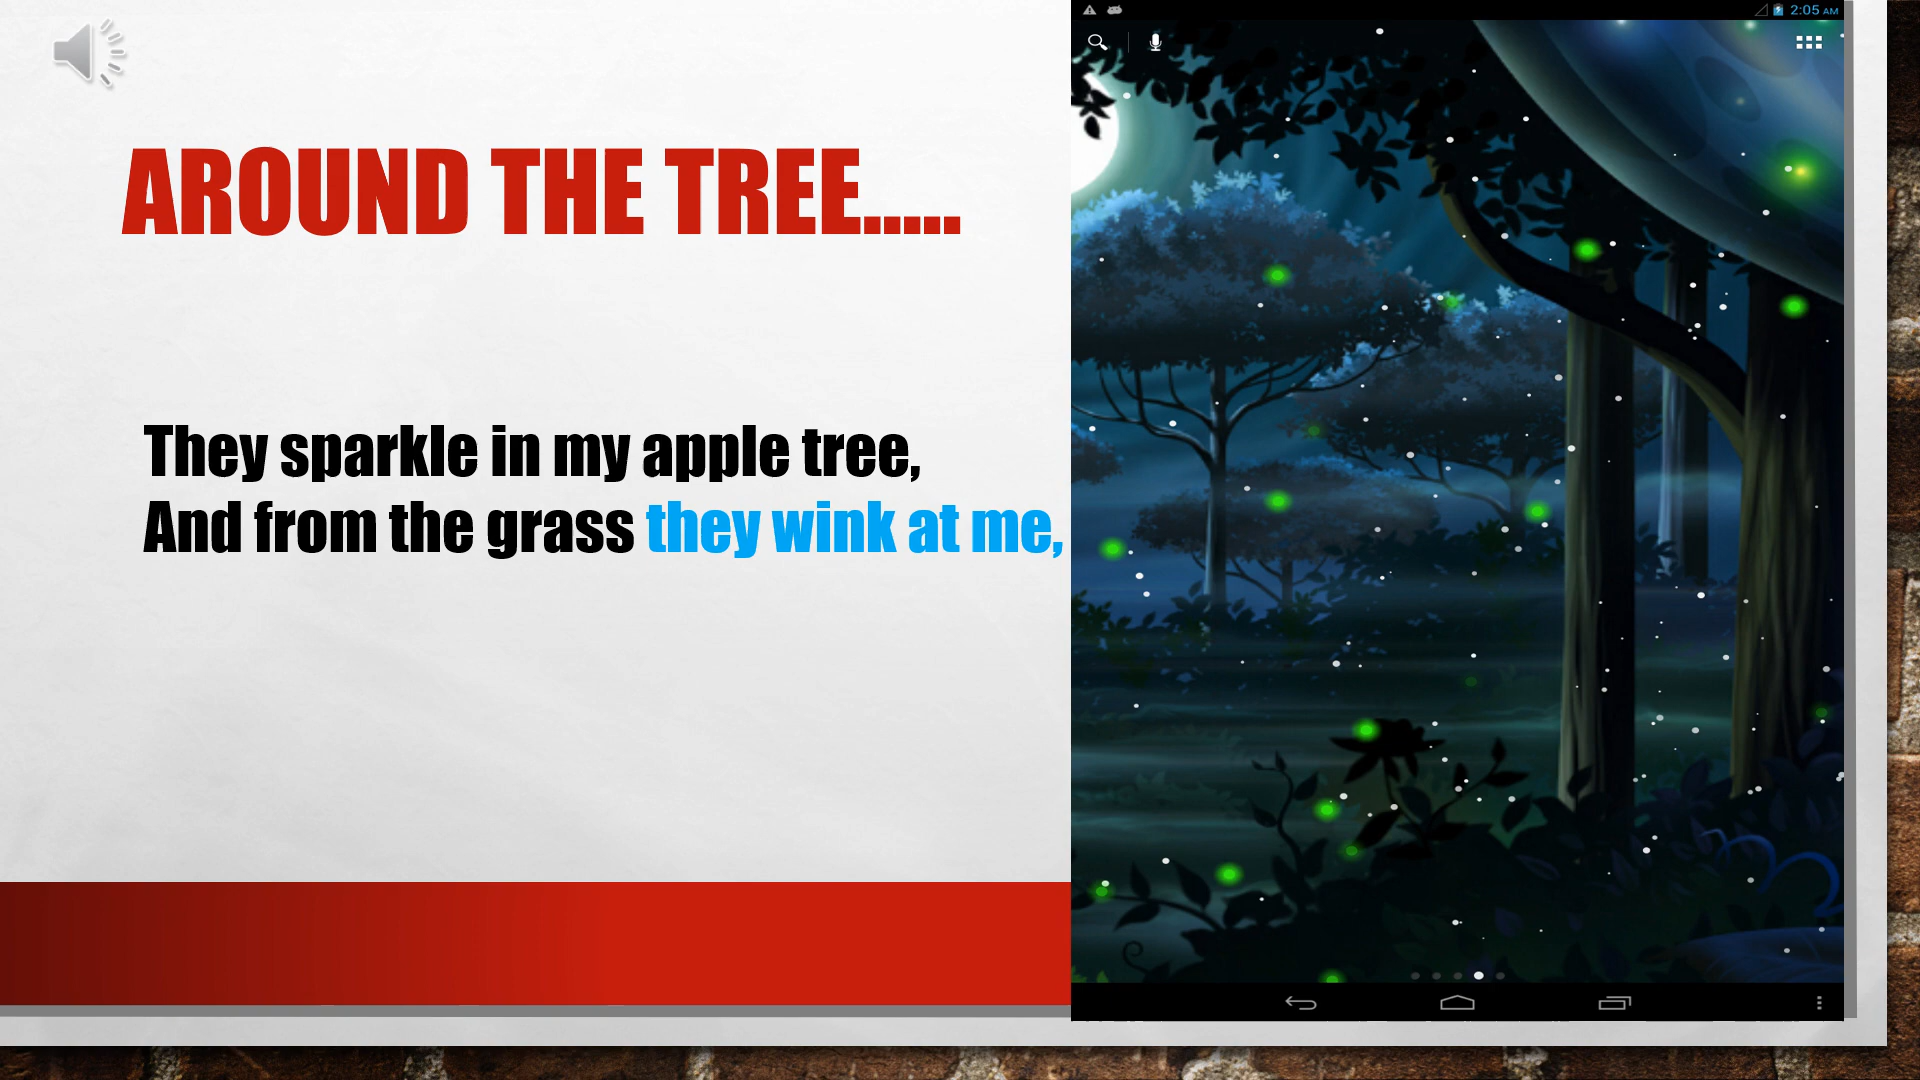 AROUND THE TREE.....
They sparkle in my apple tree,
And from the grass they wink at me,
2:05 AM